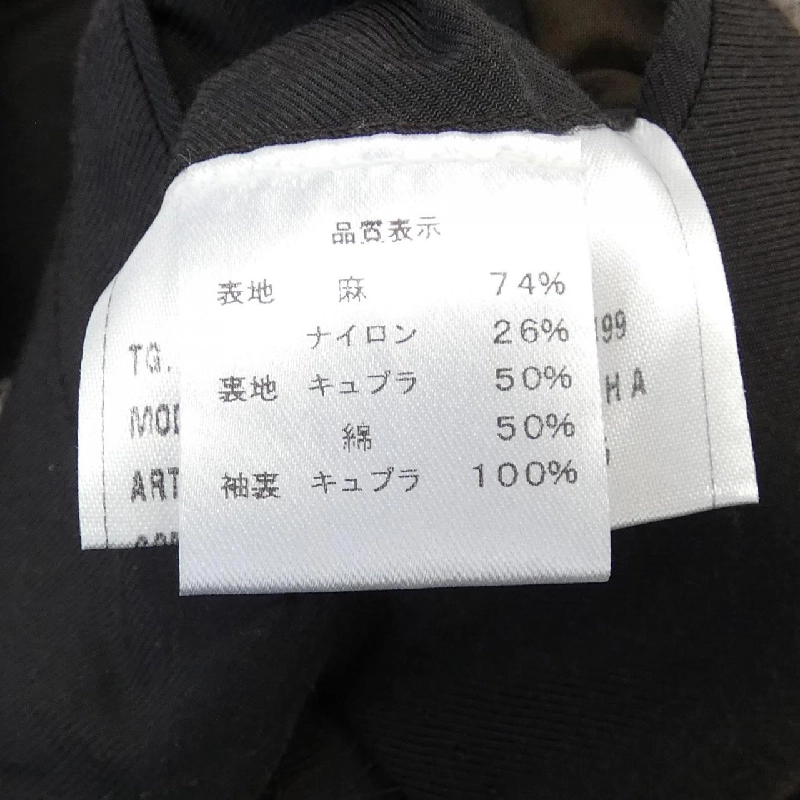 品質表示
表地 麻 74%
ナイロン 26%
裏地 キュプラ 50%
綿 50%
袖裏 キュプラ 100%
TG.
199
MOD
HA
ART